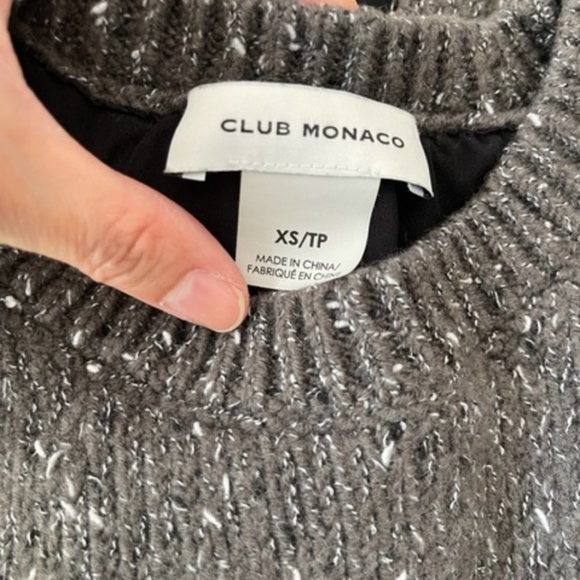 CLUB MONACO
XS/TP
MADE IN CHINA/
FABRIQUÉ EN CHINE